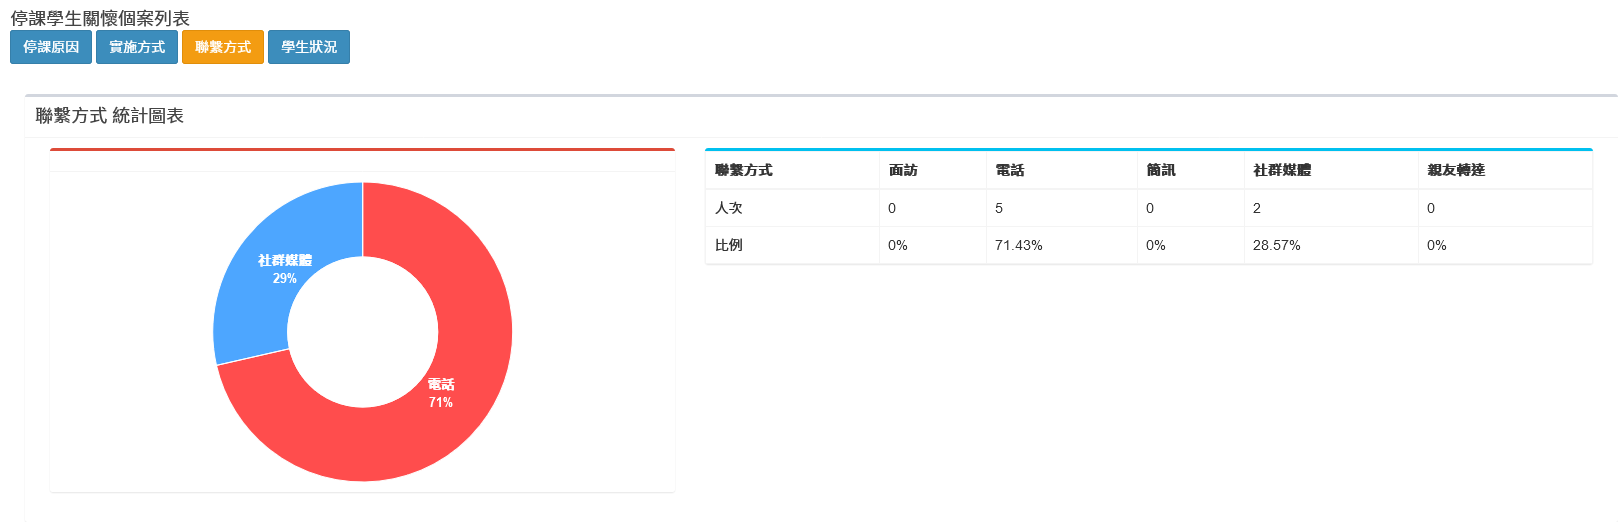 停課學生關懷個案列表
停課原因 實施方式 聯繫方式 學生狀況
聯繫方式 統計圖表
社群媒體
29%
電話
71%
聯繫方式 面訪 電話 簡訊 社群媒體 親友轉達
人次 0 5 0 2 0
比例 0% 71.43% 0% 28.57% 0%